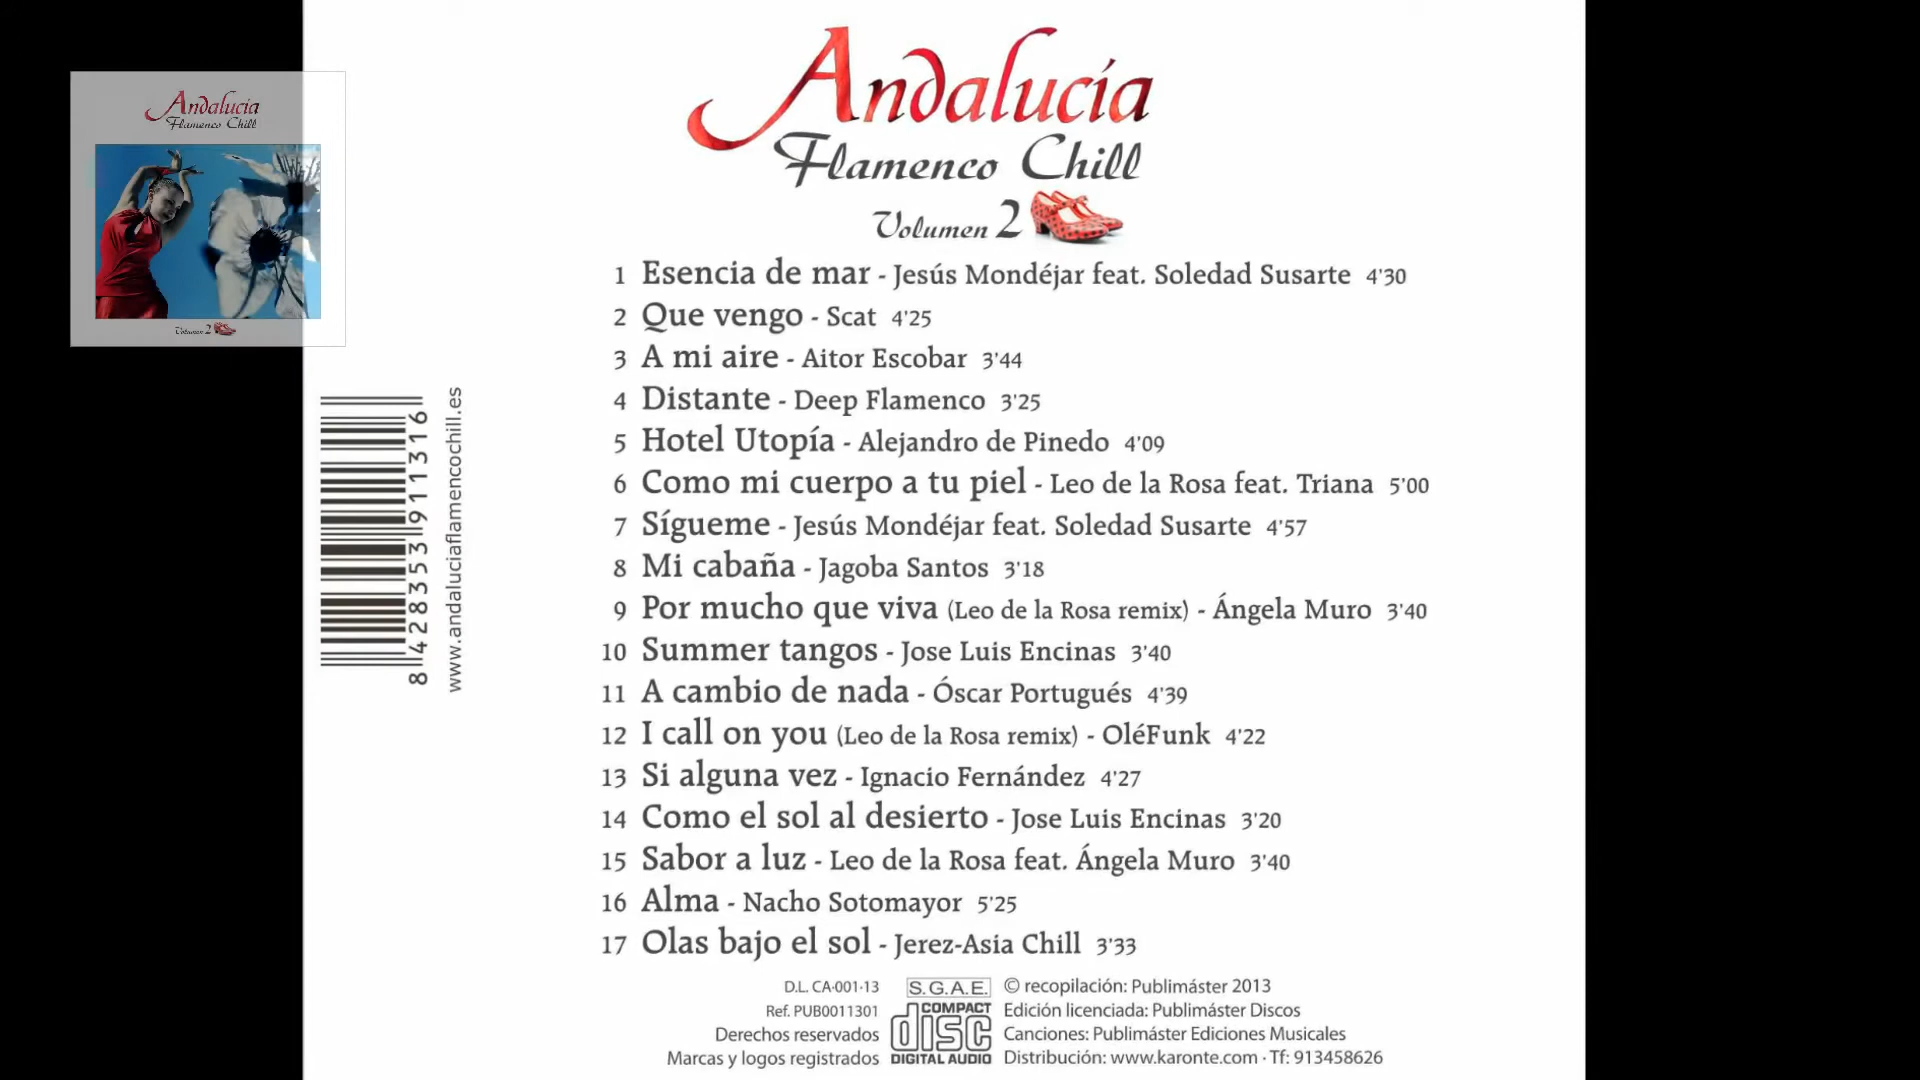 Andalucía
Flamenco Chill
Volumen 2
Andalucía
Flamenco Chill
Volumen 2
1 Esencia de mar - Jesús Mondéjar feat. Soledad Susarte 4'30
2 Que vengo - Scat 4'25
3 A mi aire - Aitor Escobar 3'44
4 Distante - Deep Flamenco 3'25
5 Hotel Utopía - Alejandro de Pinedo 4'09
6 Como mi cuerpo a tu piel - Leo de la Rosa feat. Triana 5'00
7 Sígueme - Jesús Mondéjar feat. Soledad Susarte 4'57
8 Mi cabaña - Jagoba Santos 3'18
9 Por mucho que viva (Leo de la Rosa remix) - Ángela Muro 3'40
10 Summer tangos - Jose Luis Encinas 3'40
11 A cambio de nada - Óscar Portugués 4'39
12 I call on you (Leo de la Rosa remix) - OléFunk 4'22
13 Si alguna vez - Ignacio Fernández 4'27
14 Como el sol al desierto - Jose Luis Encinas 3'20
15 Sabor a luz - Leo de la Rosa feat. Ángela Muro 3'40
16 Alma - Nacho Sotomayor 5'25
17 Olas bajo el sol - Jerez-Asia Chill 3'33
8 428353 911316
www.andaluciaflamencochill.es
D.L. CA-001-13
Ref. PUB0011301
Derechos reservados
Marcas y logos registrados
S.G.A.E.
COMPACT
disc
DIGITAL AUDIO
© recopilación: Publimáster 2013
Edición licenciada: Publimáster Discos
Canciones: Publimáster Ediciones Musicales
Distribución: www.karonte.com · Tf: 913458626